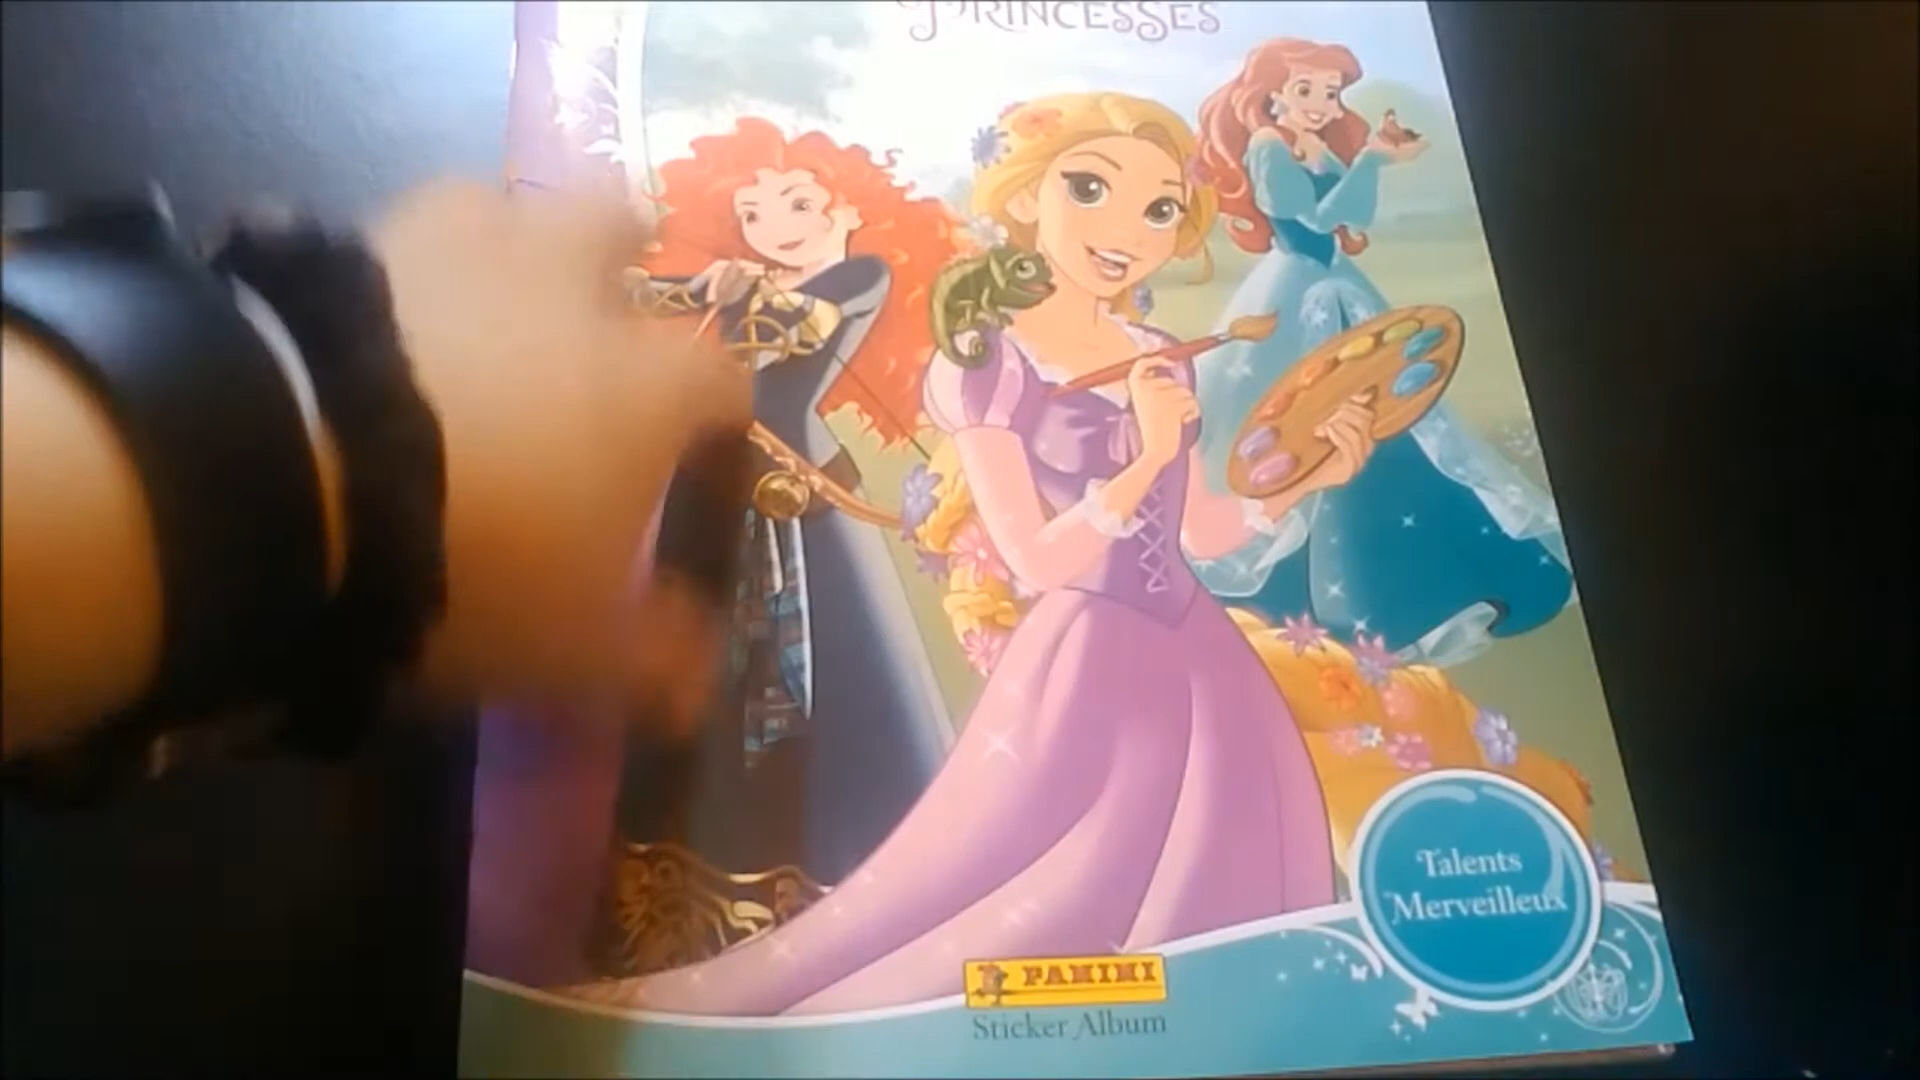 PRINCESSES
Talents
Merveilleux
PANINI
Sticker Album